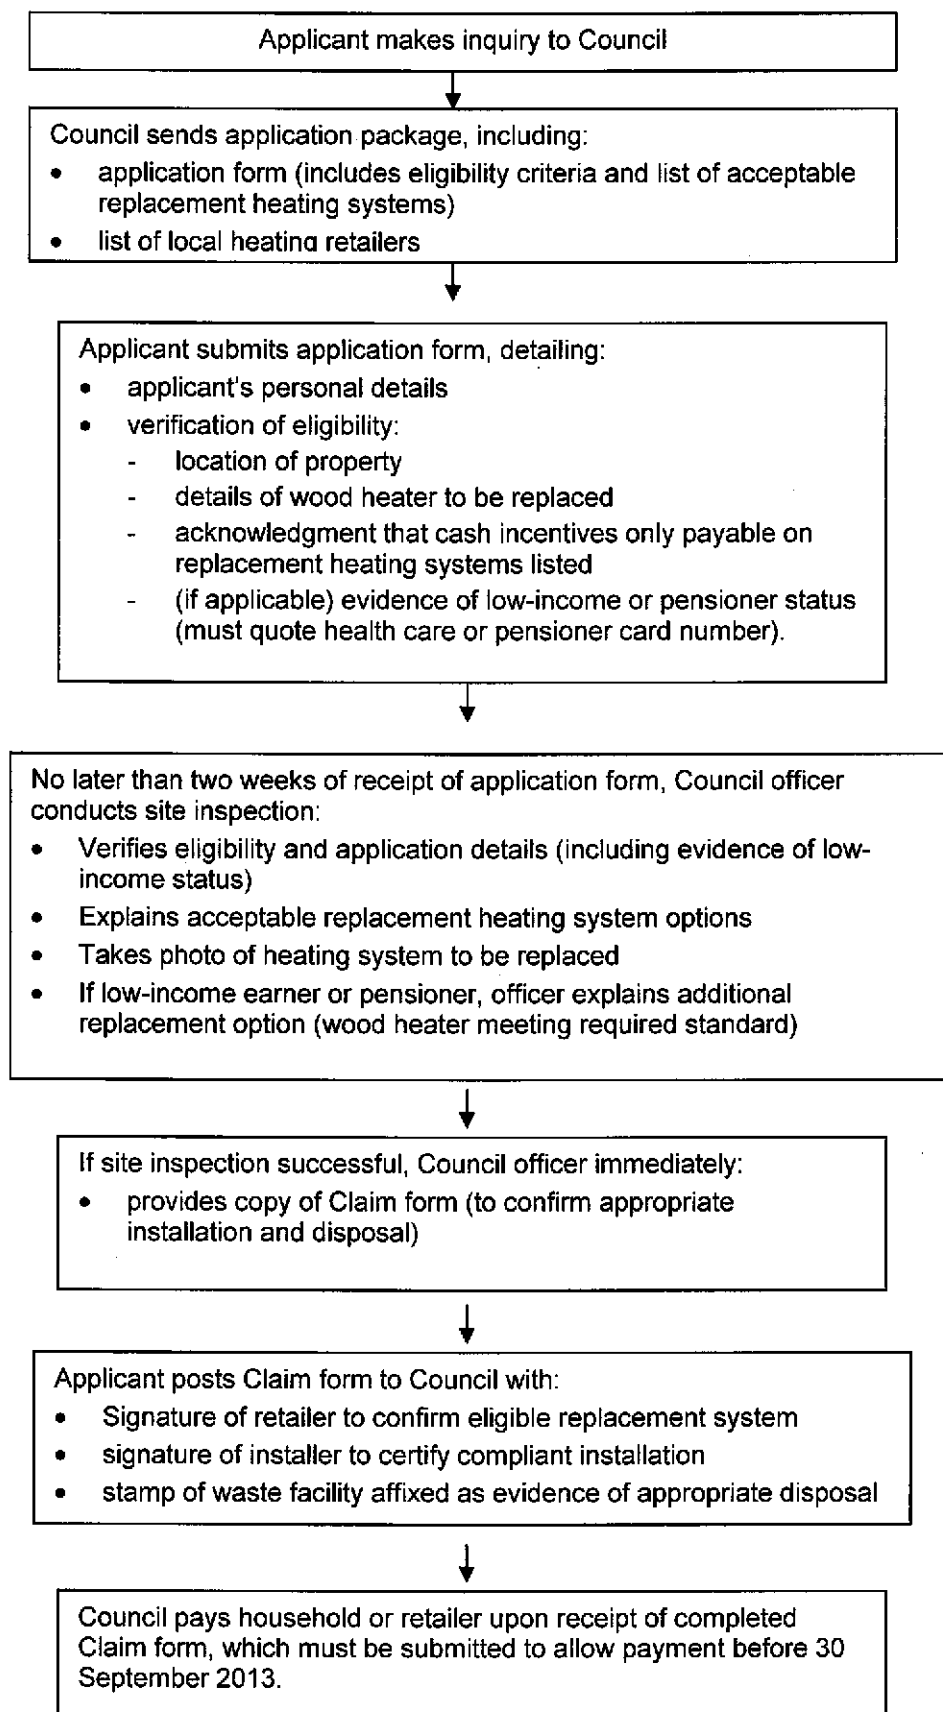 Applicant makes inquiry to Council
Council sends application package, including:
• application form (includes eligibility criteria and list of acceptable
replacement heating systems)
• list of local heating retailers
Applicant submits application form, detailing:
• applicant's personal details
• verification of eligibility:
- location of property
- details of wood heater to be replaced
- acknowledgment that cash incentives only payable on
replacement heating systems listed
- (if applicable) evidence of low-income or pensioner status
(must quote health care or pensioner card number).
No later than two weeks of receipt of application form, Council officer
conducts site inspection:
• Verifies eligibility and application details (including evidence of low-
income status)
• Explains acceptable replacement heating system options
• Takes photo of heating system to be replaced
• If low-income earner or pensioner, officer explains additional
replacement option (wood heater meeting required standard)
If site inspection successful, Council officer immediately:
• provides copy of Claim form (to confirm appropriate
installation and disposal)
Applicant posts Claim form to Council with:
• Signature of retailer to confirm eligible replacement system
• signature of installer to certify compliant installation
• stamp of waste facility affixed as evidence of appropriate disposal
Council pays household or retailer upon receipt of completed
Claim form, which must be submitted to allow payment before 30
September 2013.